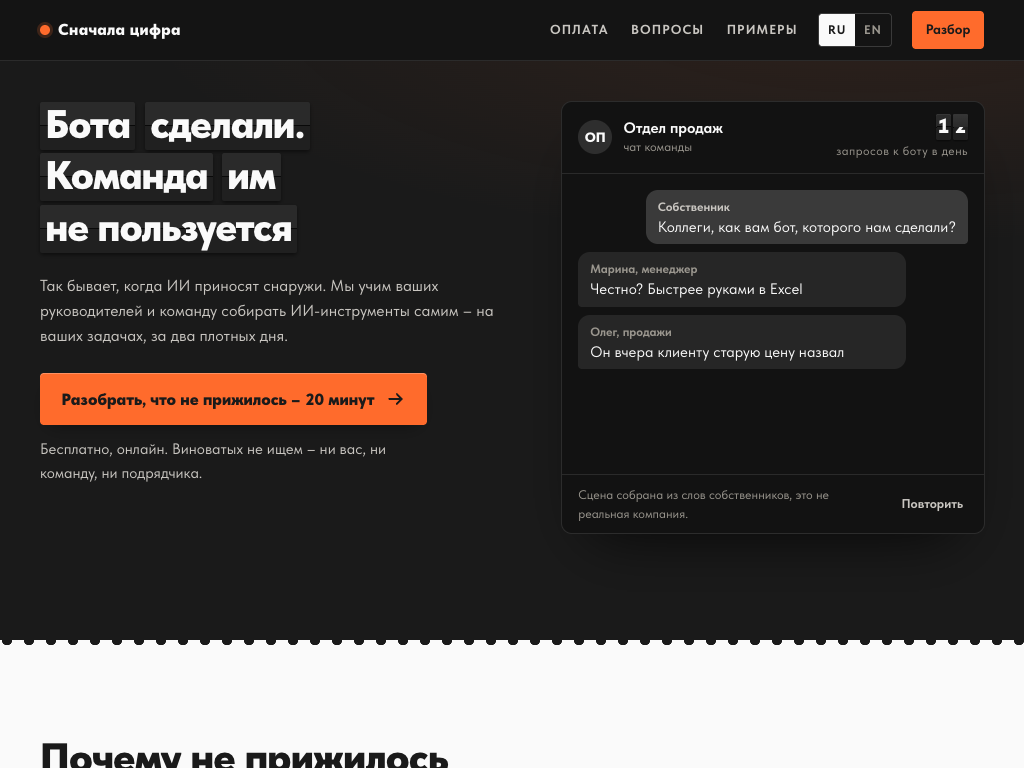 Сначала цифра
ОПЛАТА ВОПРОСЫ ПРИМЕРЫ RU EN Разбор
Бота сделали.
Команда им
не пользуется
Так бывает, когда ИИ приносят снаружи. Мы учим ваших
руководителей и команду собирать ИИ-инструменты самим – на
ваших задачах, за два плотных дня.
Разобрать, что не прижилось – 20 минут →
Бесплатно, онлайн. Виноватых не ищем – ни вас, ни
команду, ни подрядчика.
ОП
Отдел продаж
чат команды
запросов к боту в день
Собственник
Коллеги, как вам бот, которого нам сделали?
Марина, менеджер
Честно? Быстрее руками в Excel
Олег, продажи
Он вчера клиенту старую цену назвал
Сцена собрана из слов собственников, это не
реальная компания.
Повторить
Почему не прижилось